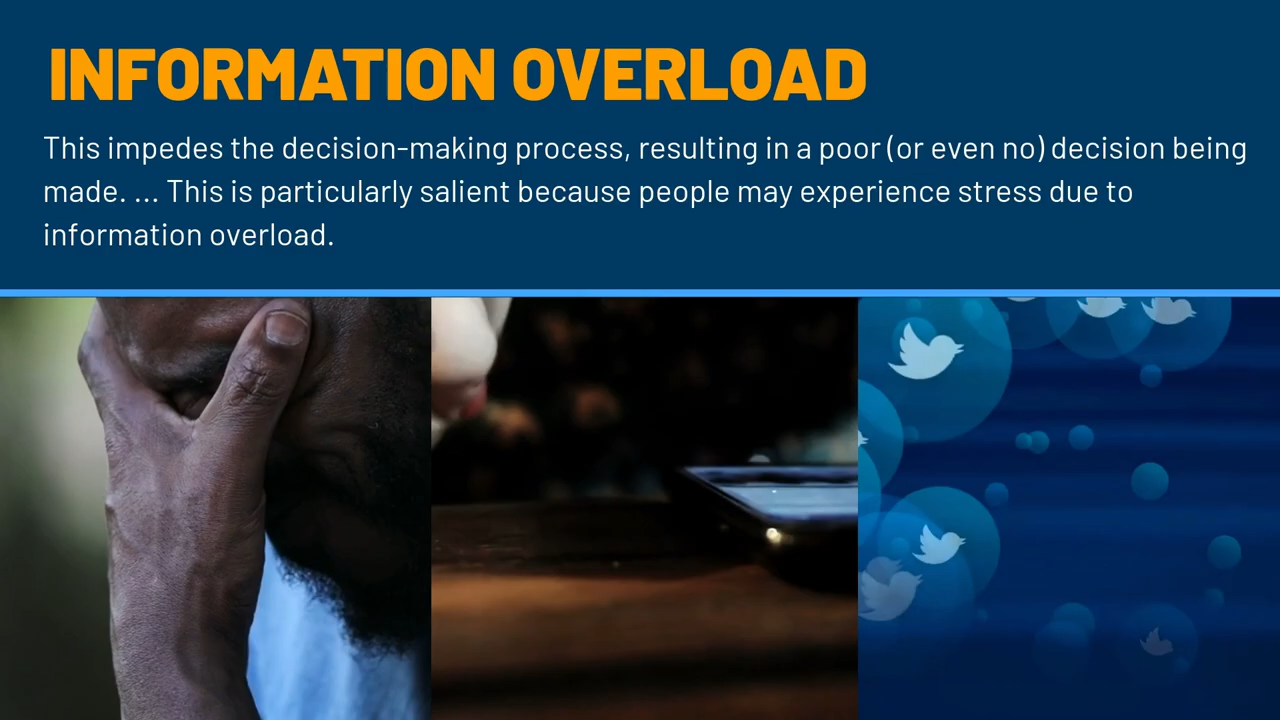 INFORMATION OVERLOAD
This impedes the decision-making process, resulting in a poor (or even no) decision being
made. ... This is particularly salient because people may experience stress due to
information overload.